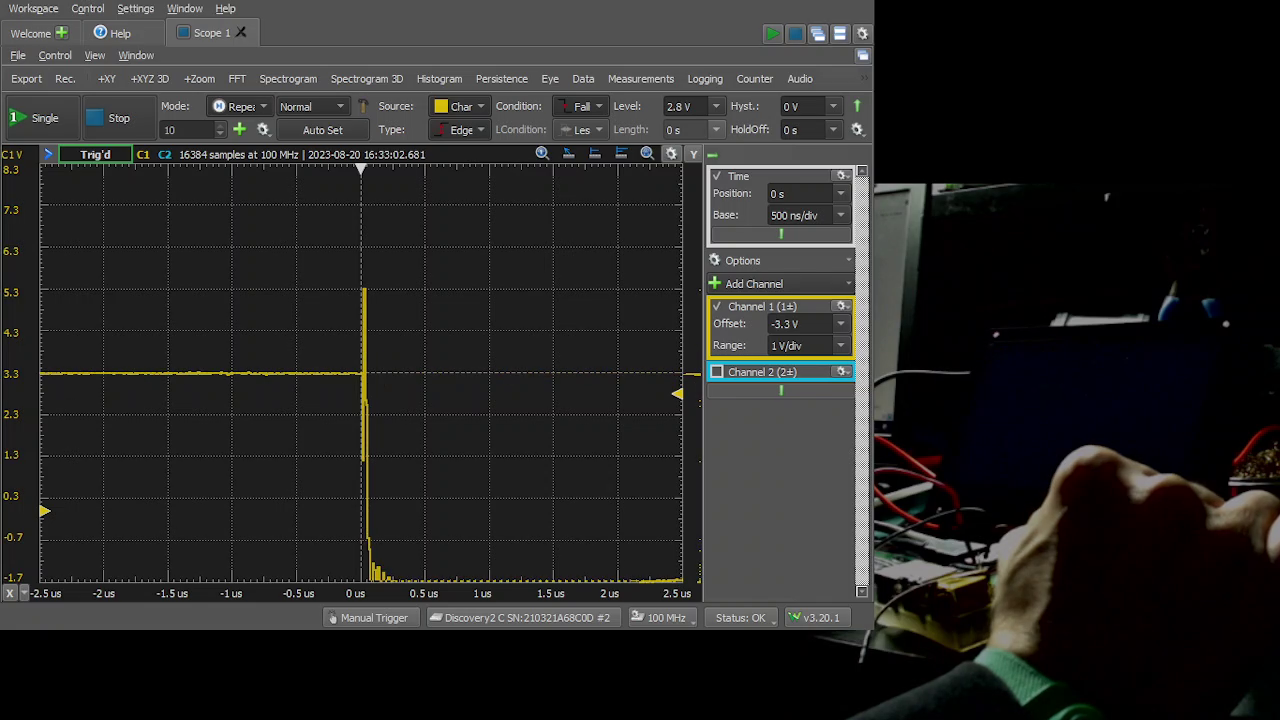 Workspace Control Settings Window Help
Welcome Help Scope 1
File Control View Window
Export Rec. +XY +XYZ 3D +Zoom FFT Spectrogram Spectrogram 3D Histogram Persistence Eye Data Measurements Logging Counter Audio
1 Single Stop Mode: Repe Normal Source: Char Condition: Fall Level: 2.8 V Hyst.: 0 V
10 Auto Set Type: Edge LCondition: Les Length: 0 s HoldOff: 0 s
C1 V Trig'd C1 C2 16384 samples at 100 MHz | 2023-08-20 16:33:02.681 Y
8.3
7.3
6.3
5.3
4.3
3.3
2.3
1.3
0.3
-0.7
-1.7
X -2.5 us -2 us -1.5 us -1 us -0.5 us 0 us 0.5 us 1 us 1.5 us 2 us 2.5 us
Time
Position: 0 s
Base: 500 ns/div
Options
Add Channel
Channel 1 (1±)
Offset: -3.3 V
Range: 1 V/div
Channel 2 (2±)
Manual Trigger Discovery2 C SN:210321A68C0D #2 100 MHz Status: OK v3.20.1